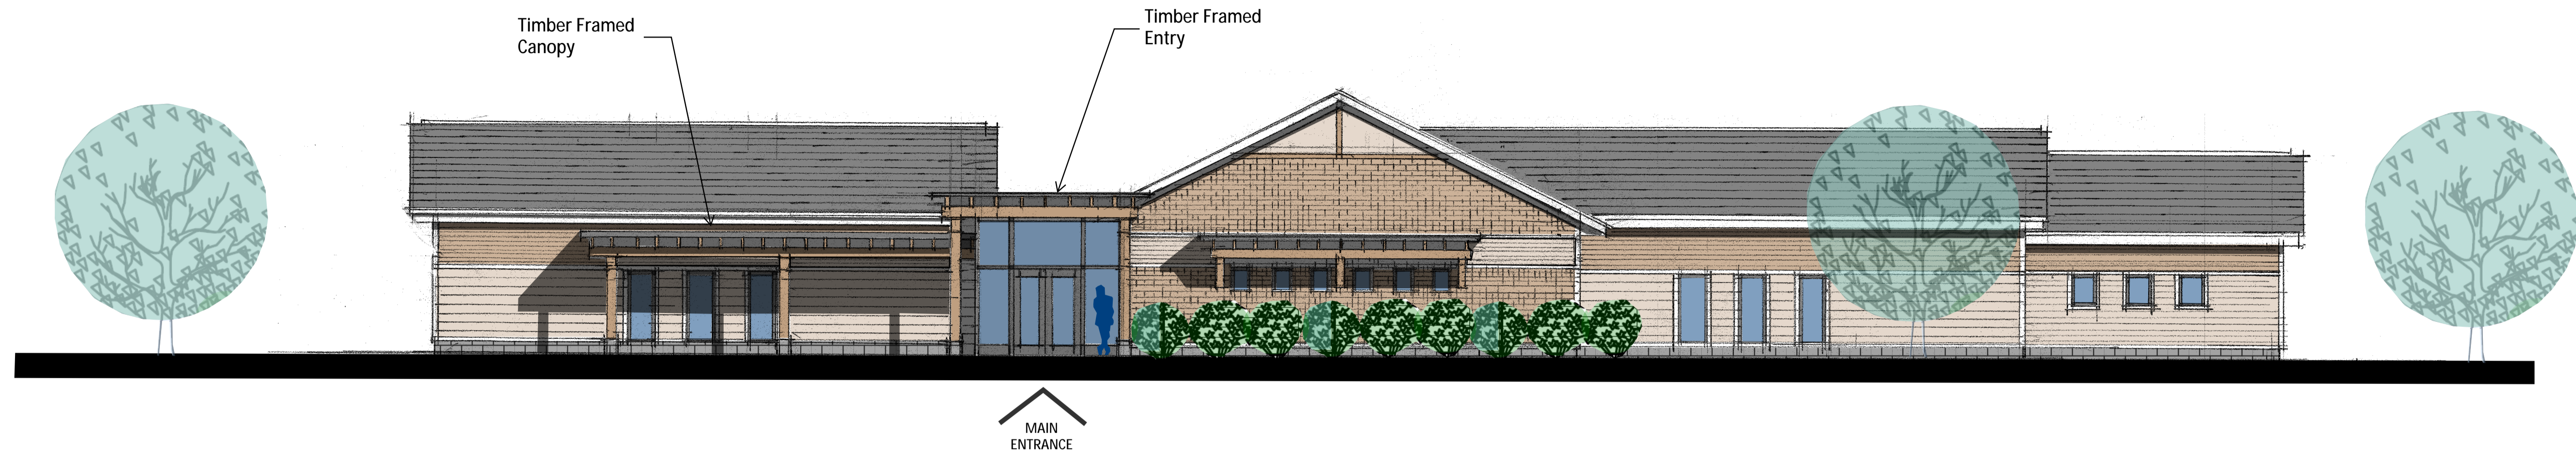 Timber Framed
Canopy
Timber Framed
Entry
MAIN
ENTRANCE